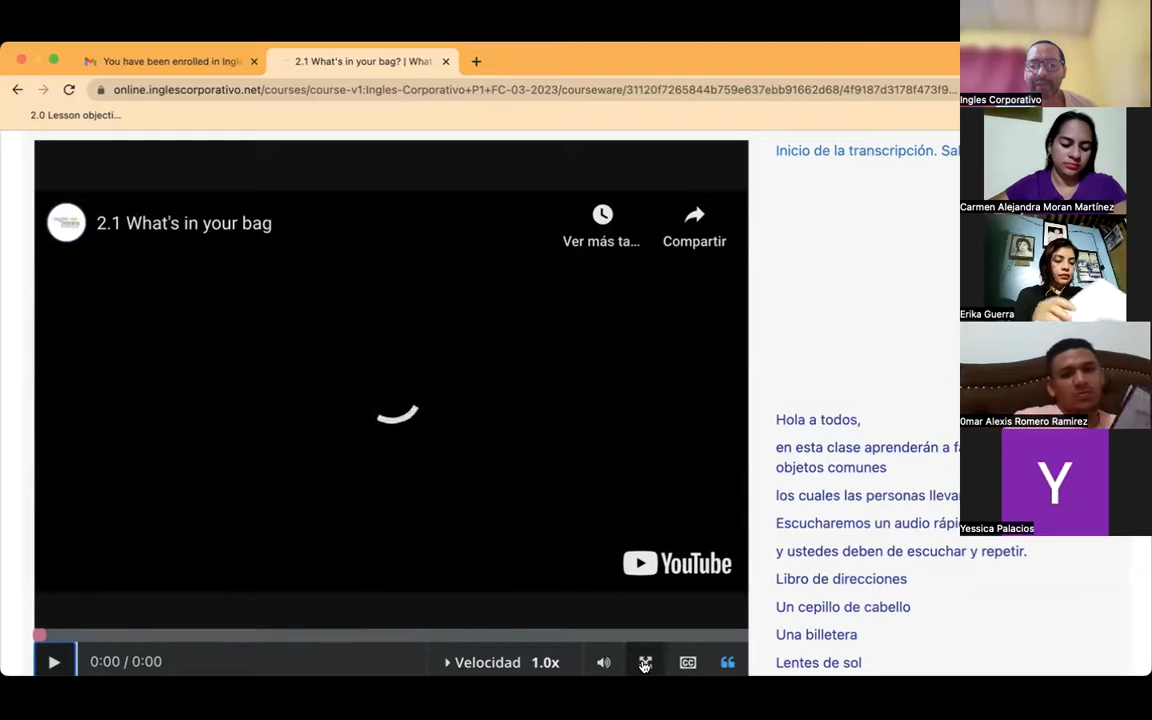 You have been enrolled in Ingl
2.1 What's in your bag? | What
online.inglescorporativo.net/courses/course-v1:Ingles-Corporativo+P1+FC-03-2023/courseware/31120f7265844b759e637ebb91662d68/4f9187d3178f473f9...
2.0 Lesson objecti...
2.1 What's in your bag
Ver más ta...
Compartir
YouTube
0:00 / 0:00
Velocidad 1.0x
CC
Inicio de la transcripción. Sal
Hola a todos,
en esta clase aprenderán a
objetos comunes
los cuales las personas
Escucharemos un audio
y ustedes deben de escuchar y repetir.
Libro de direcciones
Un cepillo de cabello
Una billetera
Lentes de sol
Ingles Corporativo
Carmen Alejandra Moran Martínez
Erika Guerra
Omar Alexis Romero Ramirez
Y
Yessica Palacios